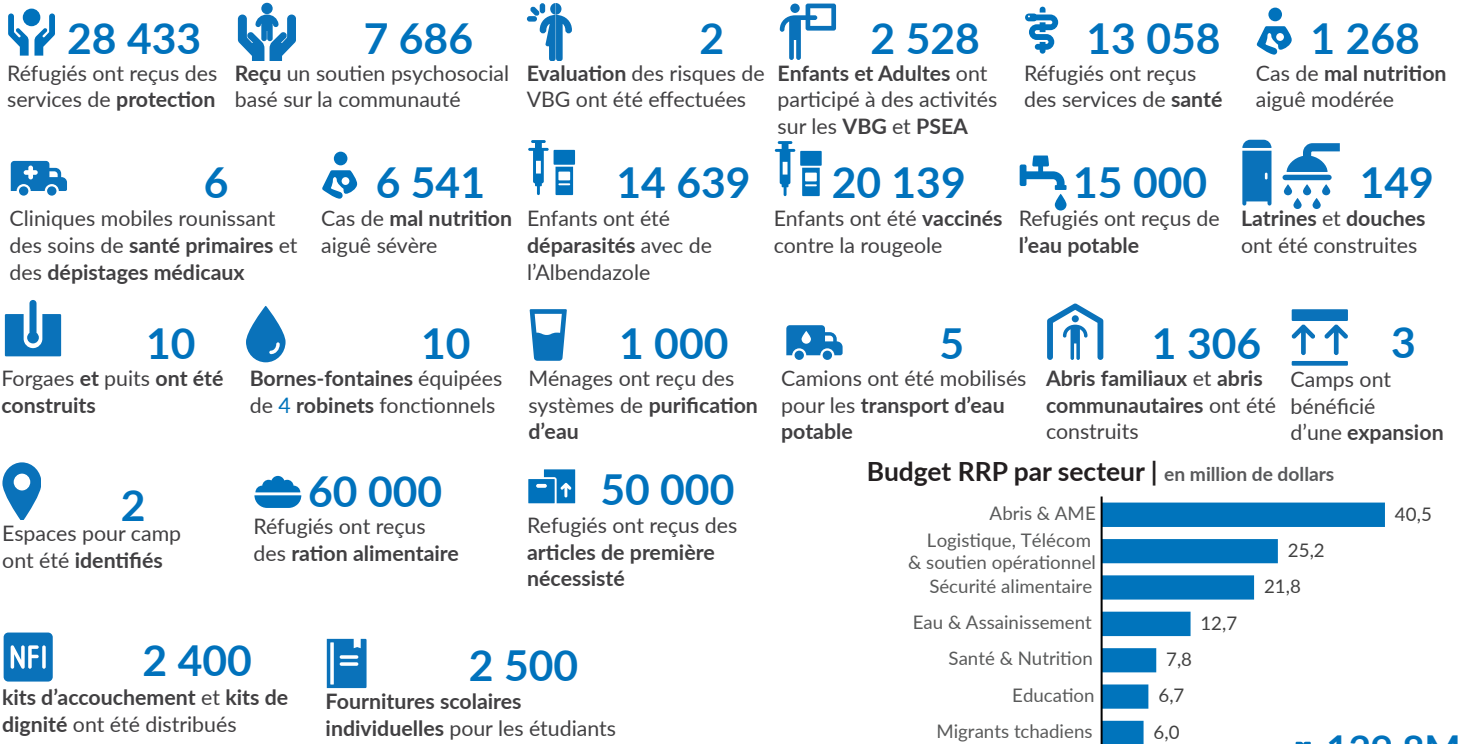 28 433
Réfugiés ont reçus des
services de protection
7 686
Reçu un soutien psychosocial
basé sur la communauté
2
Evaluation des risques de
VBG ont été effectuées
2 528
Enfants et Adultes ont
participé à des activités
sur les VBG et PSEA
13 058
Réfugiés ont reçus
des services de santé
1 268
Cas de mal nutrition
aiguê modérée
6
Cliniques mobiles rounissant
des soins de santé primaires et
des dépistages médicaux
6 541
Cas de mal nutrition
aiguê sévère
14 639
Enfants ont été
déparasités avec de
l'Albendazole
20 139
Enfants ont été vaccinés
contre la rougeole
15 000
Refugiés ont reçus de
l'eau potable
149
Latrines et douches
ont été construites
10
Forgaes et puits ont été
construits
10
Bornes-fontaines équipées
de 4 robinets fonctionnels
1 000
Ménages ont reçu des
systèmes de purification
d'eau
5
Camions ont été mobilisés
pour les transport d'eau
potable
1 306
Abris familiaux et abris
communautaires ont été
construits
3
Camps ont
bénéficié
d'une expansion
2
Espaces pour camp
ont été identifiés
60 000
Réfugiés ont reçus
des ration alimentaire
50 000
Refugiés ont reçus des
articles de première
nécessisté
NFI
2 400
kits d'accouchement et kits de
dignité ont été distribués
2 500
Fournitures scolaires
individuelles pour les étudiants
Budget RRP par secteur | en million de dollars
Abris & AME 40,5
Logistique, Télécom
& soutien opérationnel 25,2
Sécurité alimentaire 21,8
Eau & Assainissement 12,7
Santé & Nutrition 7,8
Education 6,7
Migrants tchadiens 6,0